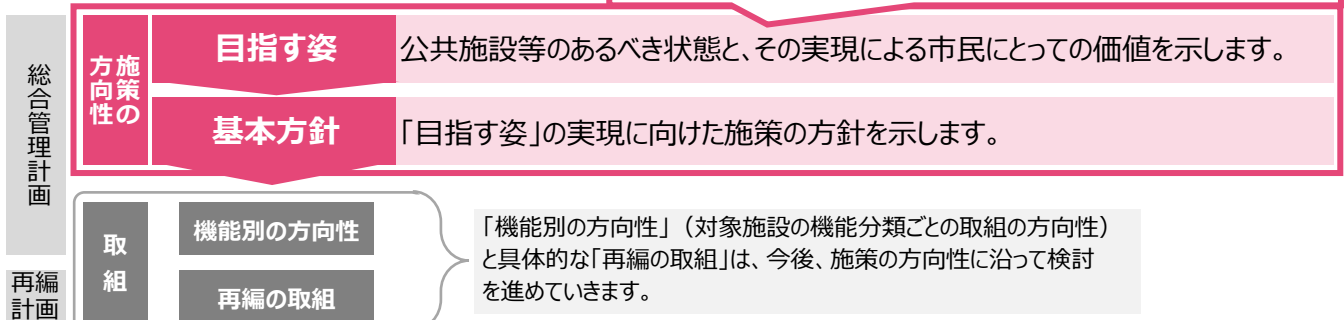 総合管理計画
施策の
方向性
目指す姿
公共施設等のあるべき状態と、その実現による市民にとっての価値を示します。
基本方針
「目指す姿」の実現に向けた施策の方針を示します。
取組
機能別の方向性
「機能別の方向性」（対象施設の機能分類ごとの取組の方向性）
と具体的な「再編の取組」は、今後、施策の方向性に沿って検討
を進めていきます。
再編
計画
再編の取組